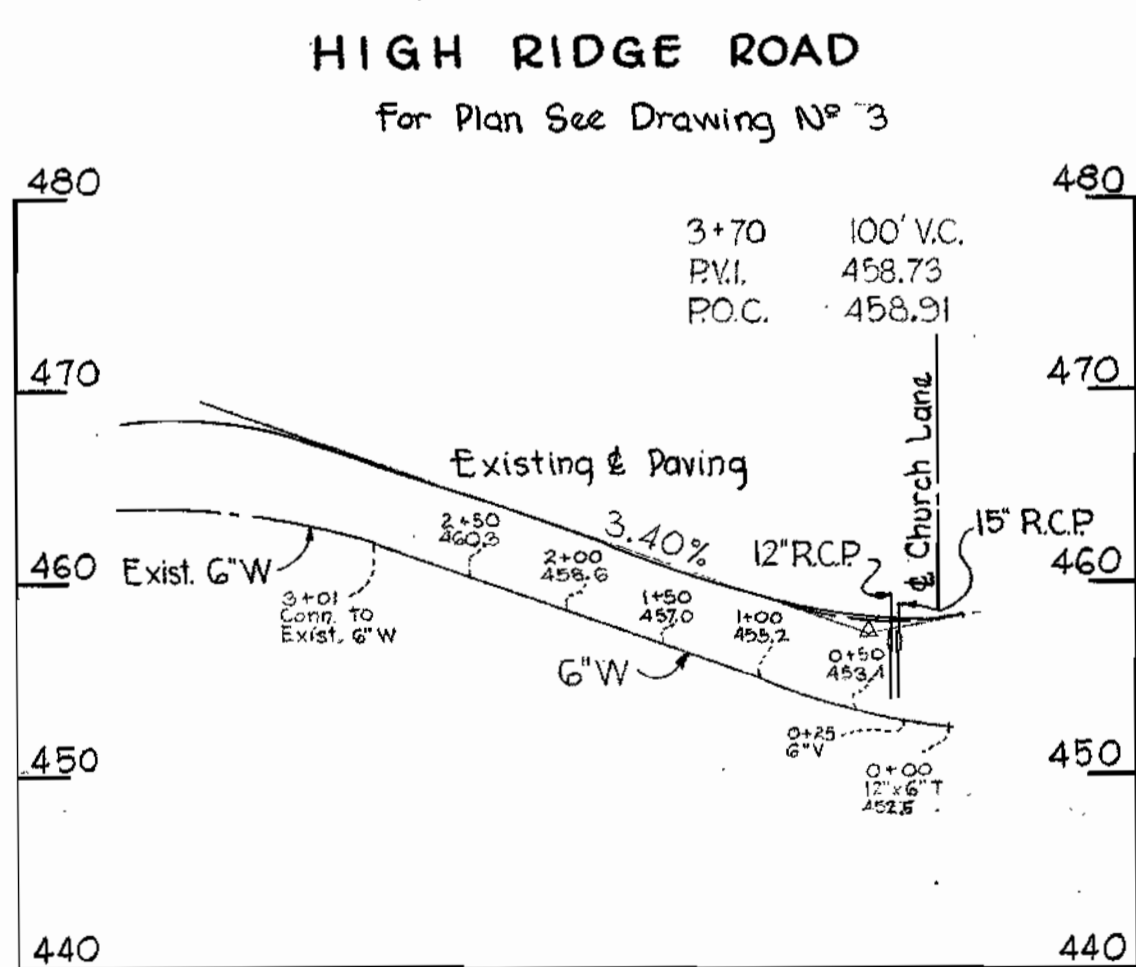 HIGH RIDGE ROAD
For Plan See Drawing Nº 3
480
480
3+70 100' V.C.
P.V.I. 458.73
P.O.C. 458.91
470
470
℄ Church Lane
Existing ℄ Paving
3.40%
2+50
460.3
2+00
458.6
1+50
457.0
1+00
455.2
0+50
453.1
12" R.C.P.
15" R.C.P.
460
460
Exist. 6" W
3+01
Conn. To
Exist. 6" W
6" W
0+25
6" V
0+00
12" x 6" T
452.5
450
450
440
440